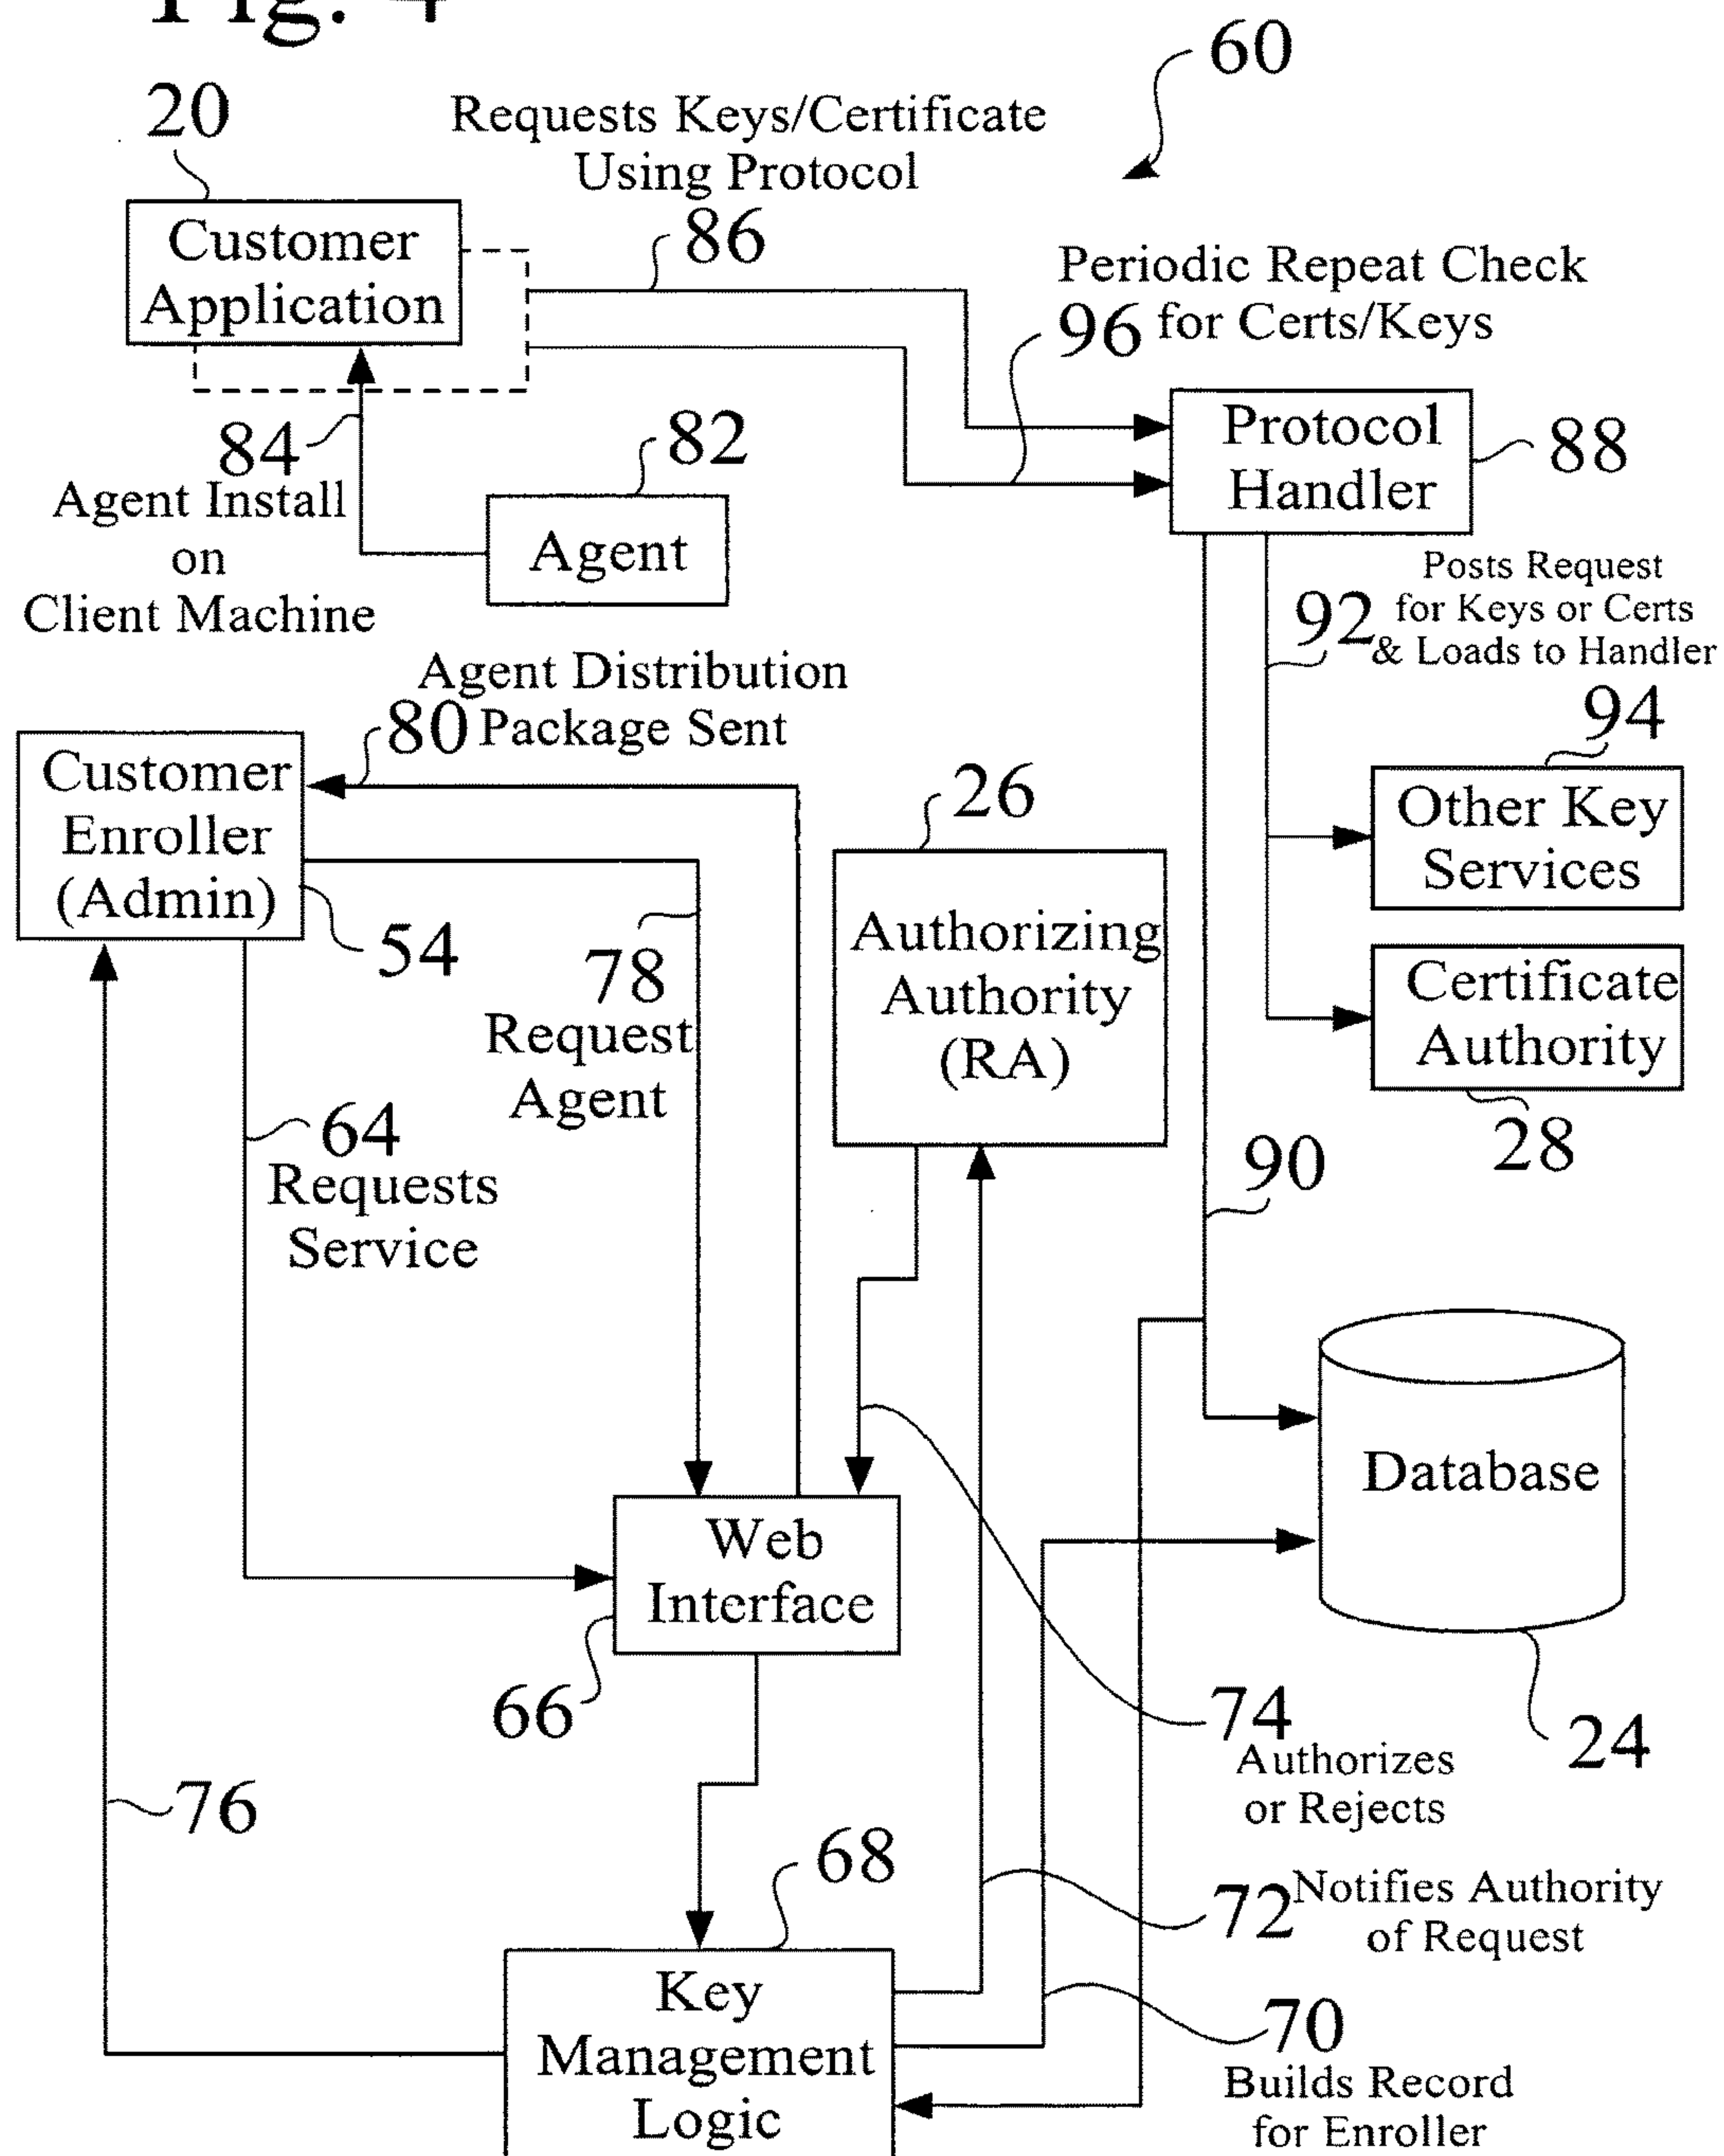 Fig. 4
60
20
Requests Keys/Certificate
Using Protocol
86
Customer
Application
Periodic Repeat Check
96 for Certs/Keys
84
Agent Install
on
Client Machine
82
Agent
Protocol
Handler
88
Posts Request
92 for Keys or Certs
& Loads to Handler
94
Other Key
Services
Certificate
Authority
28
Agent Distribution
80 Package Sent
Customer
Enroller
(Admin)
54
26
Authorizing
Authority
(RA)
78
Request
Agent
64
Requests
Service
90
Database
24
Web
Interface
66
74
Authorizes
or Rejects
76
68
72 Notifies Authority
of Request
Key
Management
Logic
70
Builds Record
for Enroller